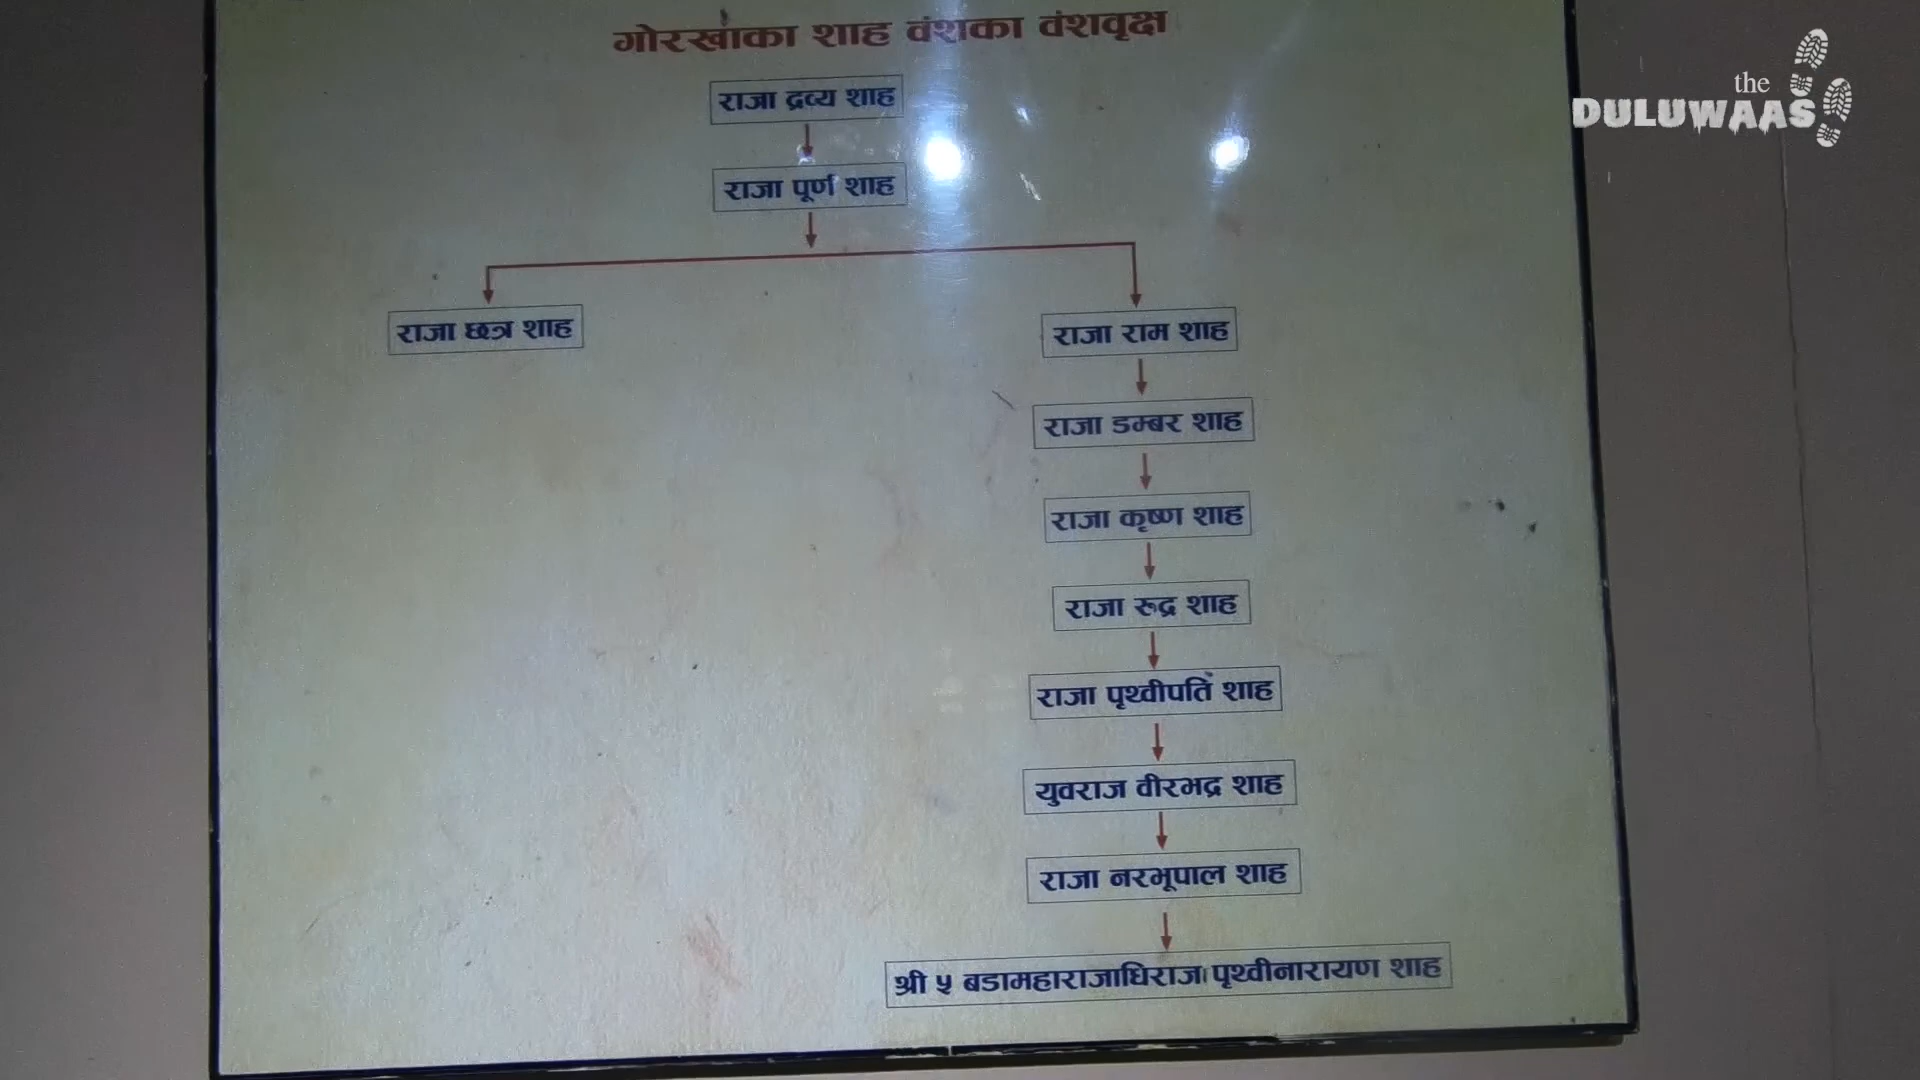 गोरखाका शाह वंशका वंशवृक्ष
the
DULUWAAS
राजा द्रव्य शाह
राजा पूर्ण शाह
राजा छत्र शाह
राजा राम शाह
राजा डम्बर शाह
राजा कृष्ण शाह
राजा रुद्र शाह
राजा पृथ्वीपति शाह
युवराज वीरभद्र शाह
राजा नरभूपाल शाह
श्री ५ बडामहाराजाधिराज पृथ्वीनारायण शाह